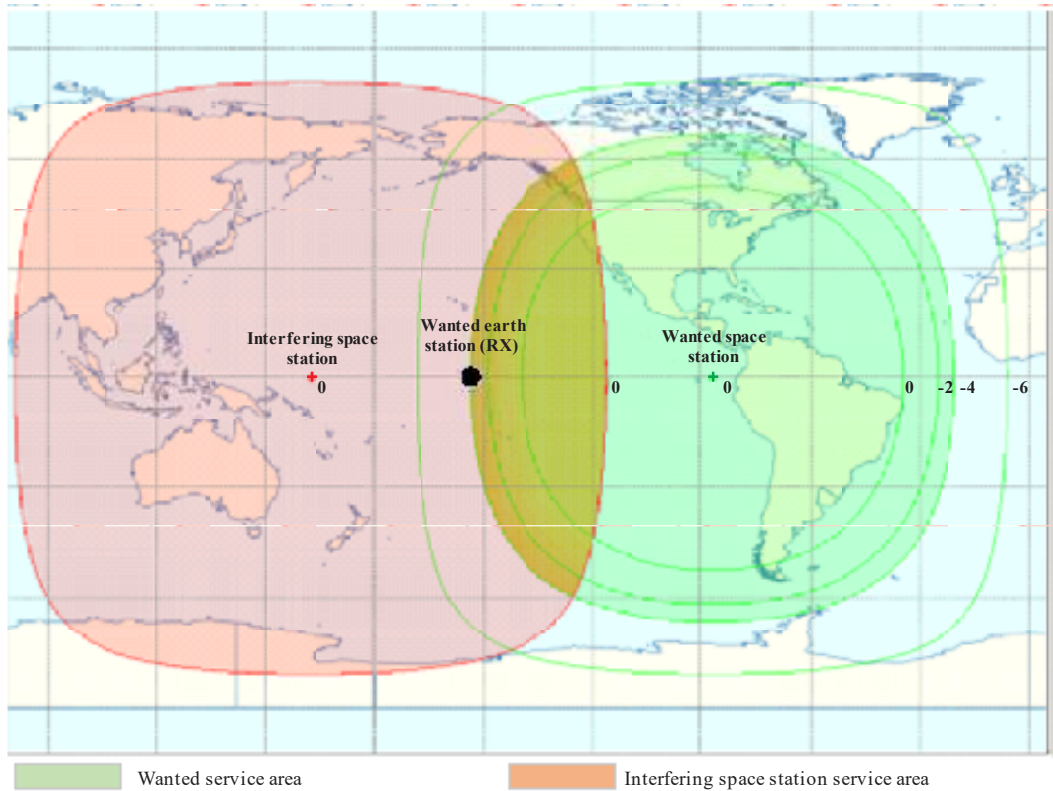 Interfering space
station
0
Wanted earth
station (RX)
Wanted space
station
0
0
0
-2
-4
-6
Wanted service area
Interfering space station service area